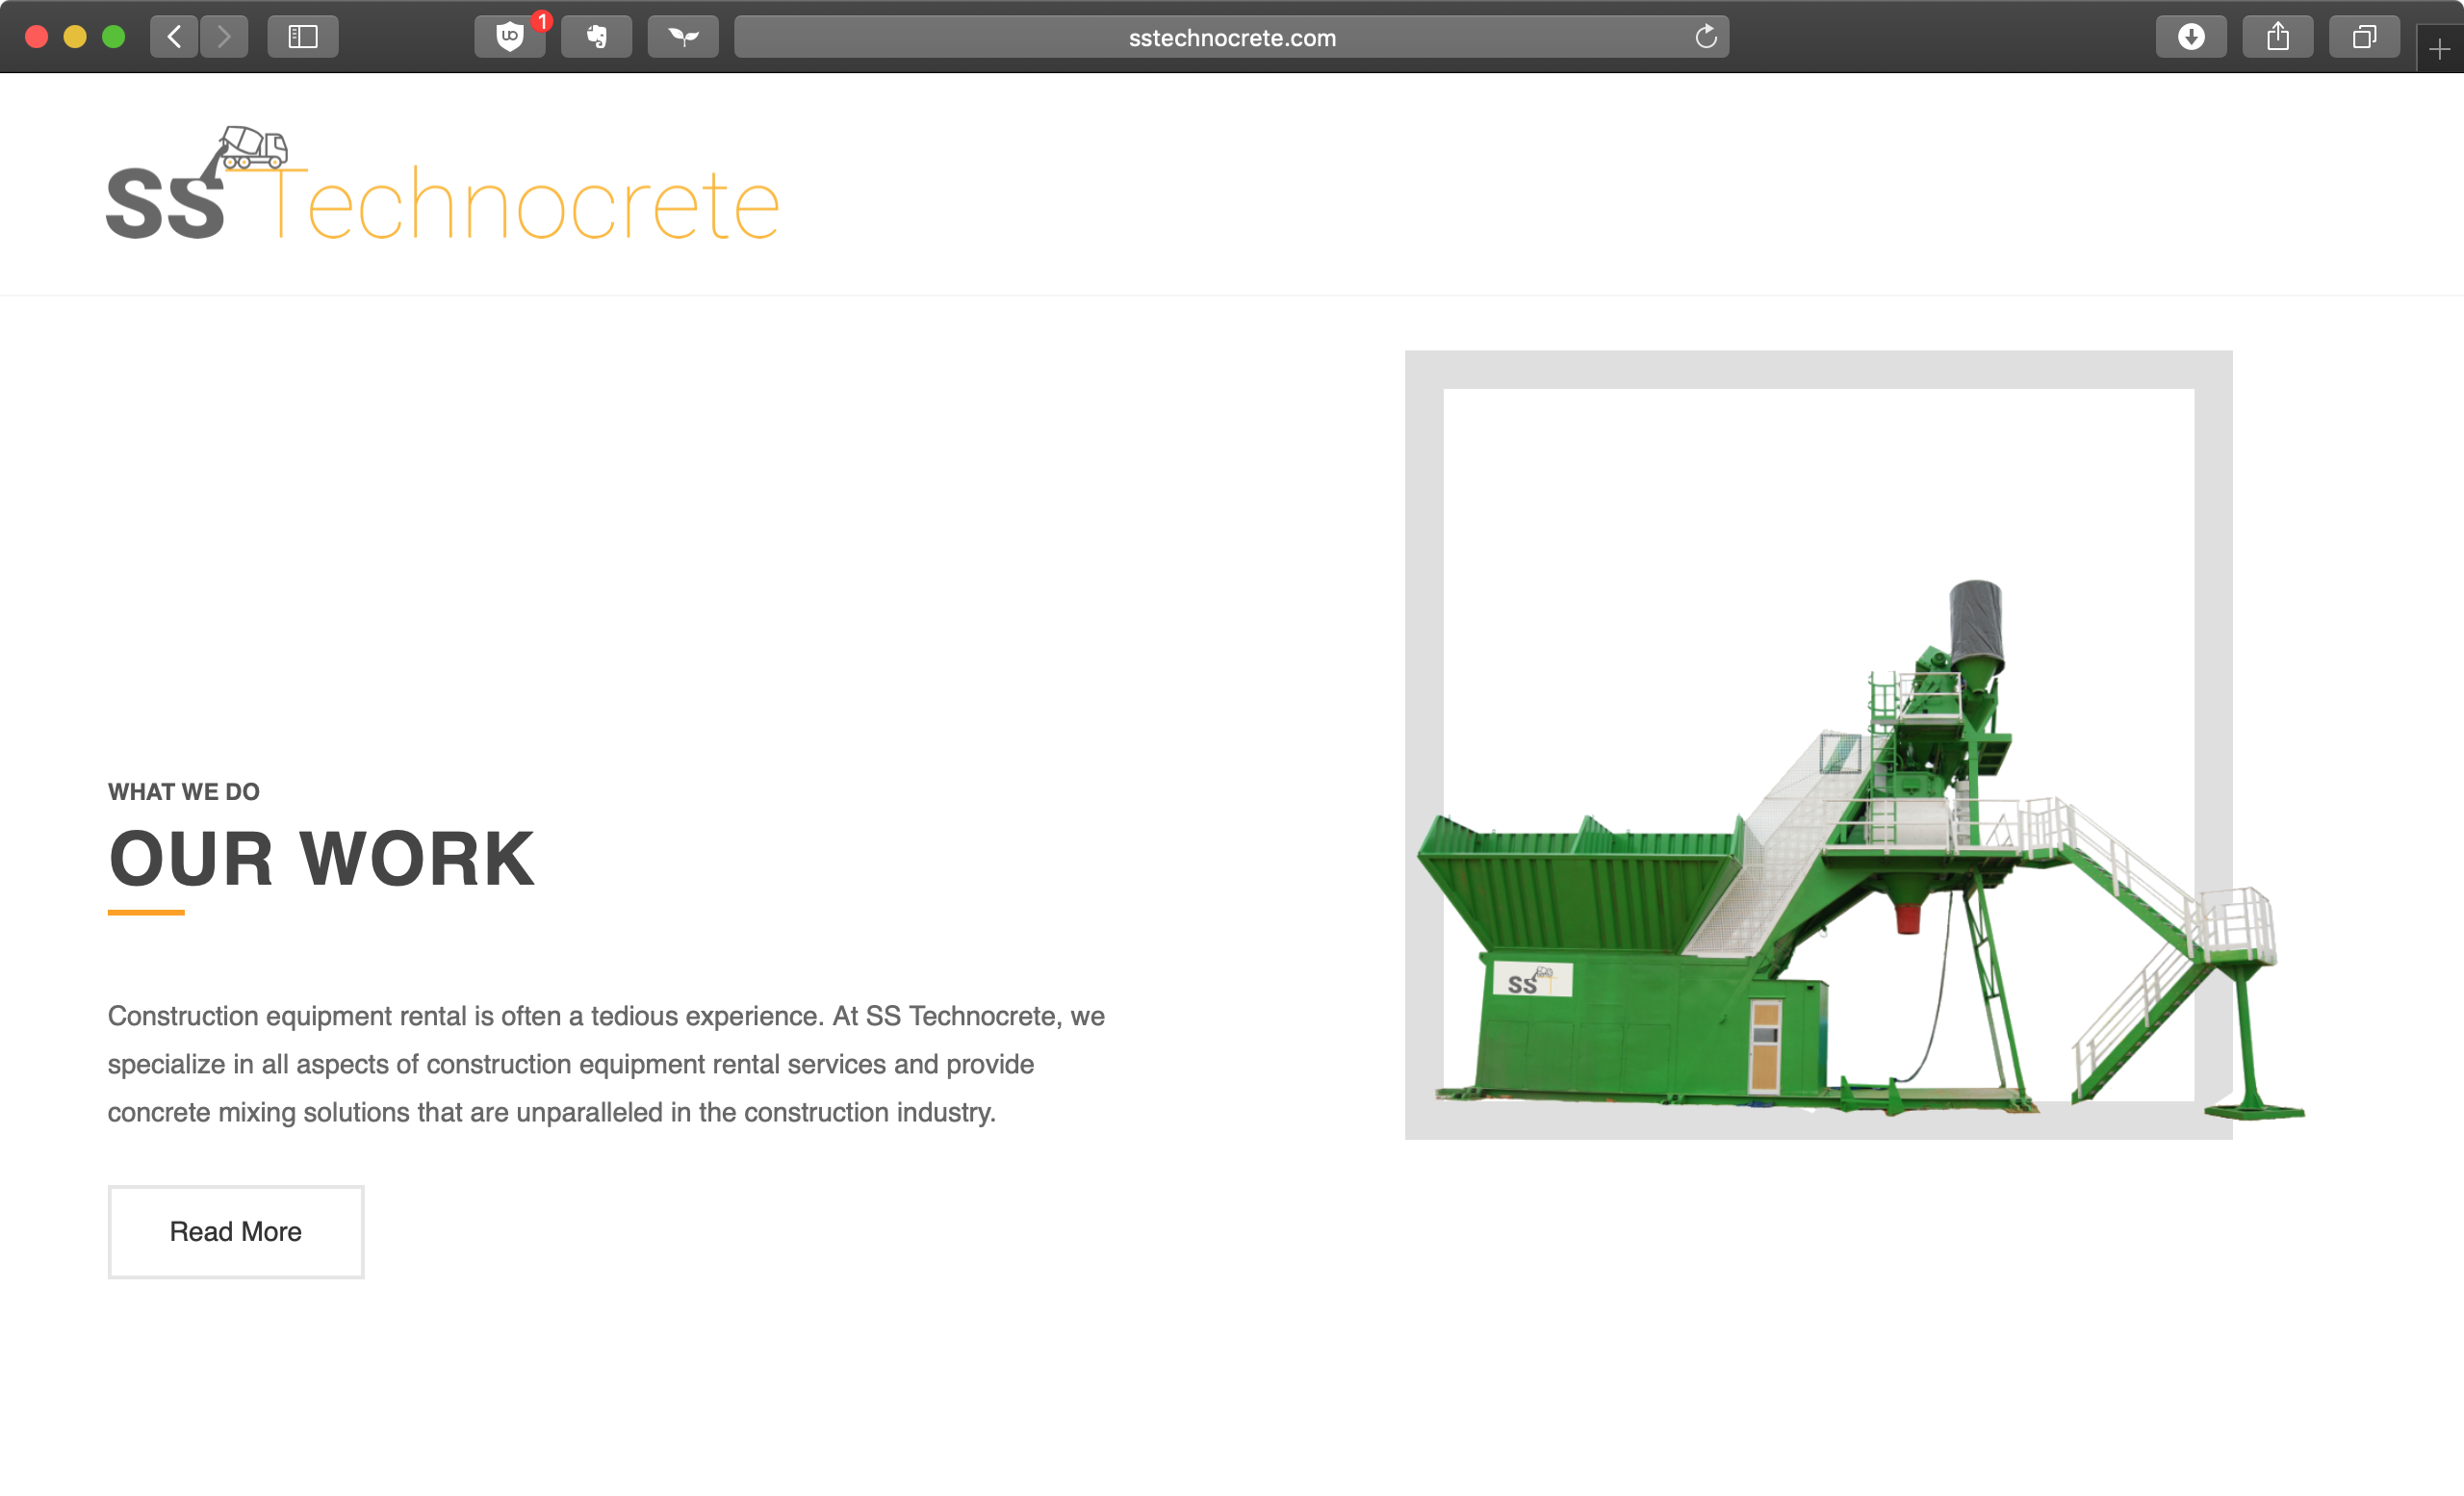 1
sstechnocrete.com
SS Technocrete
WHAT WE DO
OUR WORK
Construction equipment rental is often a tedious experience. At SS Technocrete, we
specialize in all aspects of construction equipment rental services and provide
concrete mixing solutions that are unparalleled in the construction industry.
SS T
Read More